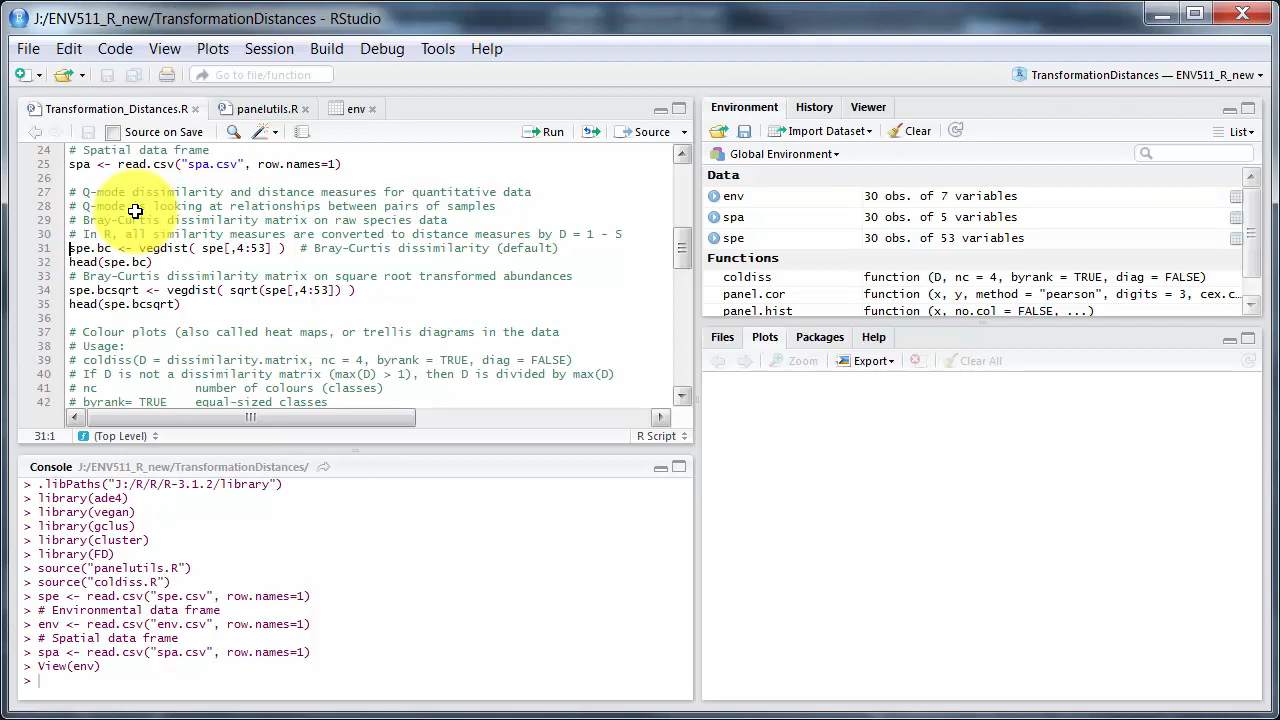 J:/ENV511_R_new/TransformationDistances - RStudio
File Edit Code View Plots Session Build Debug Tools Help
Go to file/function
TransformationDistances — ENV511_R_new
Transformation_Distances.R
panelutils.R
env
Source on Save
Run
Source
24 # Spatial data frame
25 spa <- read.csv("spa.csv", row.names=1)
26
27 # Q-mode dissimilarity and distance measures for quantitative data
28 # Q-mode is looking at relationships between pairs of samples
29 # Bray-Curtis dissimilarity matrix on raw species data
30 # In R, all similarity measures are converted to distance measures by D = 1 - S
31 spe.bc <- vegdist( spe[,4:53] )  # Bray-Curtis dissimilarity (default)
32 head(spe.bc)
33 # Bray-Curtis dissimilarity matrix on square root transformed abundances
34 spe.bcsqrt <- vegdist( sqrt(spe[,4:53]) )
35 head(spe.bcsqrt)
36
37 # Colour plots (also called heat maps, or trellis diagrams in the data
38 # Usage:
39 # coldiss(D = dissimilarity.matrix, nc = 4, byrank = TRUE, diag = FALSE)
40 # If D is not a dissimilarity matrix (max(D) > 1), then D is divided by max(D)
41 # nc number of colours (classes)
42 # byrank= TRUE equal-sized classes
31:1
(Top Level)
R Script
Console J:/ENV511_R_new/TransformationDistances/
> .libPaths("J:/R/R/R-3.1.2/library")
> library(ade4)
> library(vegan)
> library(gclus)
> library(cluster)
> library(FD)
> source("panelutils.R")
> source("coldiss.R")
> spe <- read.csv("spe.csv", row.names=1)
> # Environmental data frame
> env <- read.csv("env.csv", row.names=1)
> # Spatial data frame
> spa <- read.csv("spa.csv", row.names=1)
> View(env)
>
Environment History Viewer
Import Dataset
Clear
List
Global Environment
Data
env 30 obs. of 7 variables
spa 30 obs. of 5 variables
spe 30 obs. of 53 variables
Functions
coldiss function (D, nc = 4, byrank = TRUE, diag = FALSE)
panel.cor function (x, y, method = "pearson", digits = 3, cex.c…
panel.hist function (x, no.col = FALSE, ...)
Files Plots Packages Help
Zoom
Export
Clear All